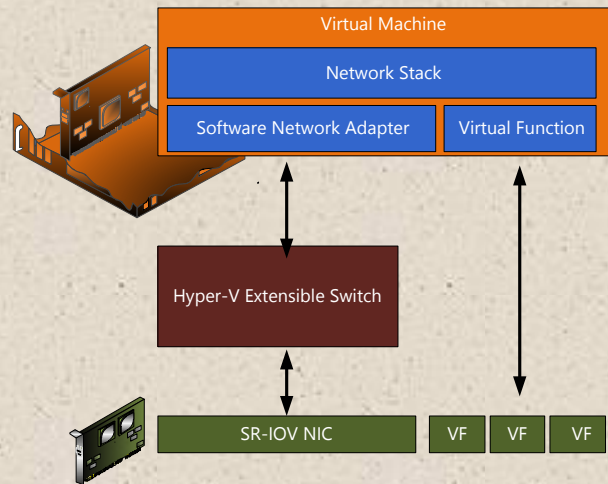 Virtual Machine
Network Stack
Software Network Adapter
Virtual Function
Hyper-V Extensible Switch
SR-IOV NIC
VF
VF
VF